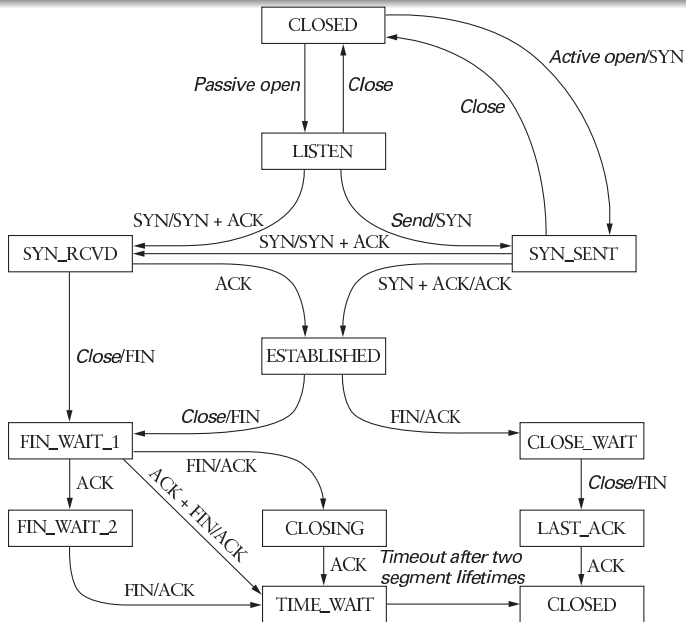 CLOSED
Active open/SYN
Passive open
Close
Close
LISTEN
SYN/SYN + ACK
Send/SYN
SYN/SYN + ACK
SYN_RCVD
SYN_SENT
ACK
SYN + ACK/ACK
Close/FIN
ESTABLISHED
Close/FIN
FIN/ACK
FIN_WAIT_1
CLOSE_WAIT
FIN/ACK
ACK
ACK + FIN/ACK
Close/FIN
FIN_WAIT_2
CLOSING
LAST_ACK
ACK
Timeout after two
segment lifetimes
ACK
FIN/ACK
TIME_WAIT
CLOSED